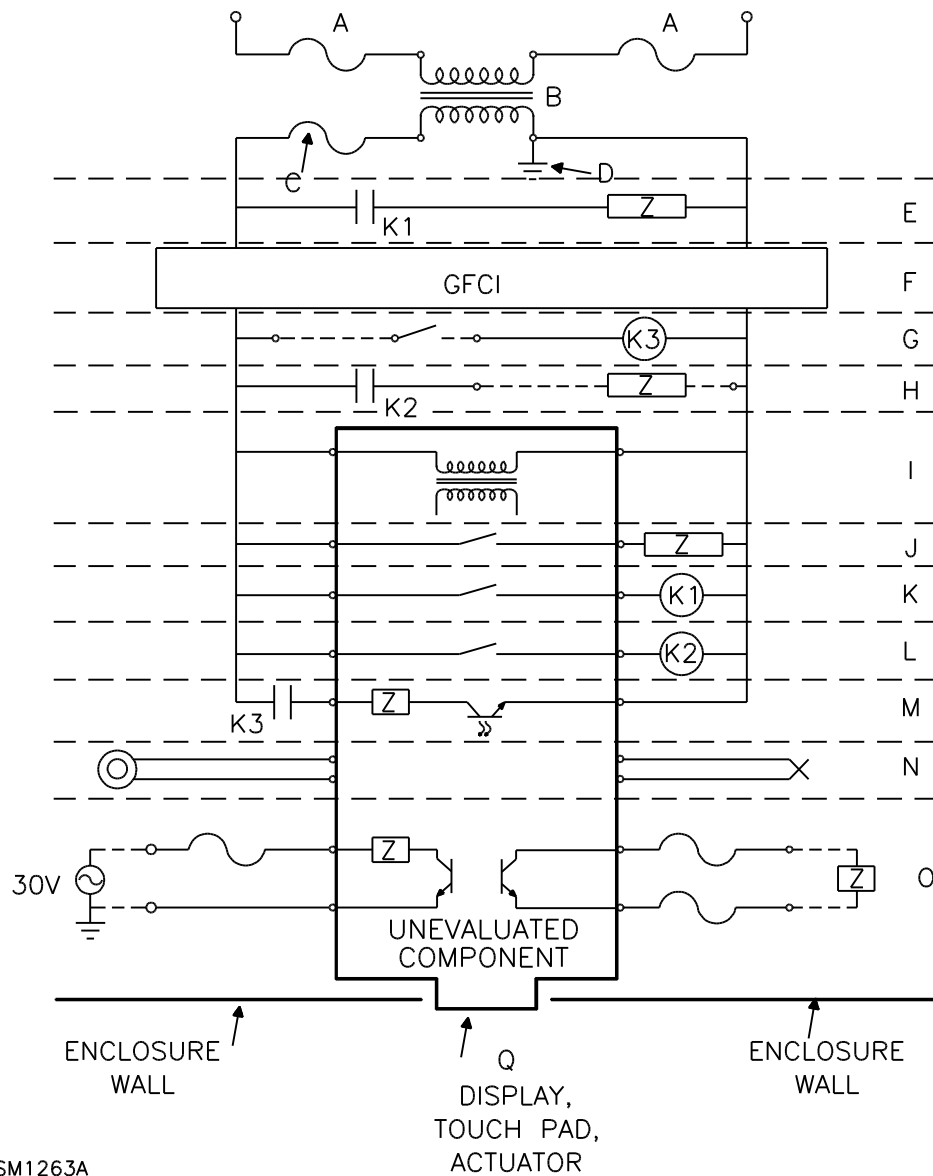 A
A
B
C
D
K1
Z
E
GFCI
F
K3
G
K2
Z
H
I
Z
J
K1
K
K2
L
K3
Z
M
N
30V
Z
Z
O
UNEVALUATED
COMPONENT
ENCLOSURE
WALL
ENCLOSURE
WALL
Q
DISPLAY,
TOUCH PAD,
ACTUATOR
SM1263A